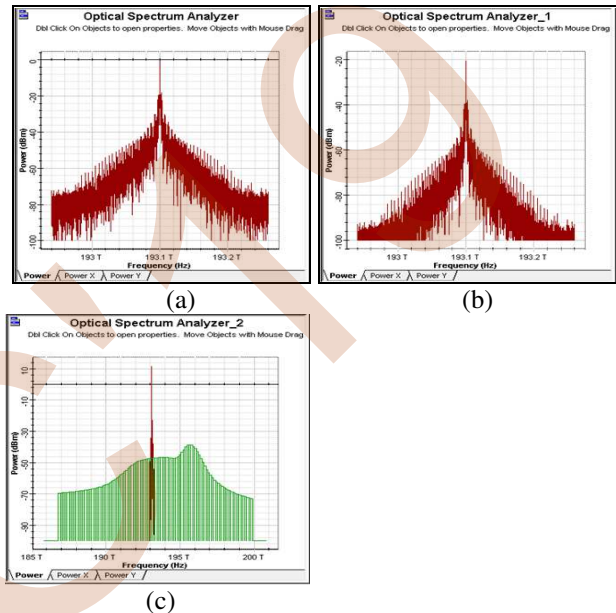 Optical Spectrum Analyzer
Dbl Click On Objects to open properties. Move Objects with Mouse Drag
Power (dBm)
0
-20
-40
-60
-80
-100
193 T
193.1 T
193.2 T
Frequency (Hz)
Power
Power X
Power Y
(a)
Optical Spectrum Analyzer_1
Dbl Click On Objects to open properties. Move Objects with Mouse Drag
Power (dBm)
-20
-40
-60
-80
-100
193 T
193.1 T
193.2 T
Frequency (Hz)
Power
Power X
Power Y
(b)
Optical Spectrum Analyzer_2
Dbl Click On Objects to open properties. Move Objects with Mouse Drag
Power (dBm)
10
-10
-30
-50
-70
-90
185 T
190 T
195 T
200 T
Frequency (Hz)
Power
Power X
Power Y
(c)